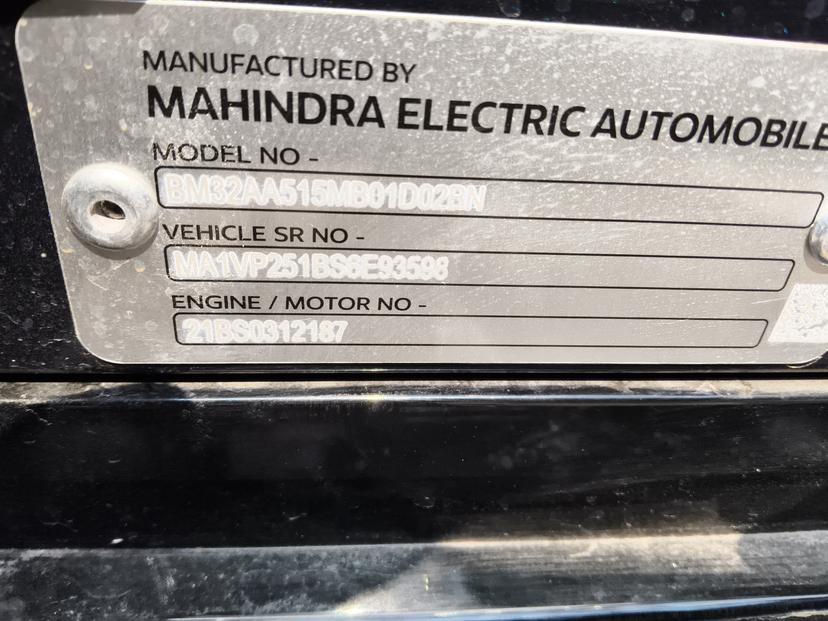 MANUFACTURED BY
MAHINDRA ELECTRIC AUTOMOBILE
MODEL NO -
BM32AA515MB01D02BN
VEHICLE SR NO -
MA1VP251BS6E93598
ENGINE / MOTOR NO -
21BS0312187